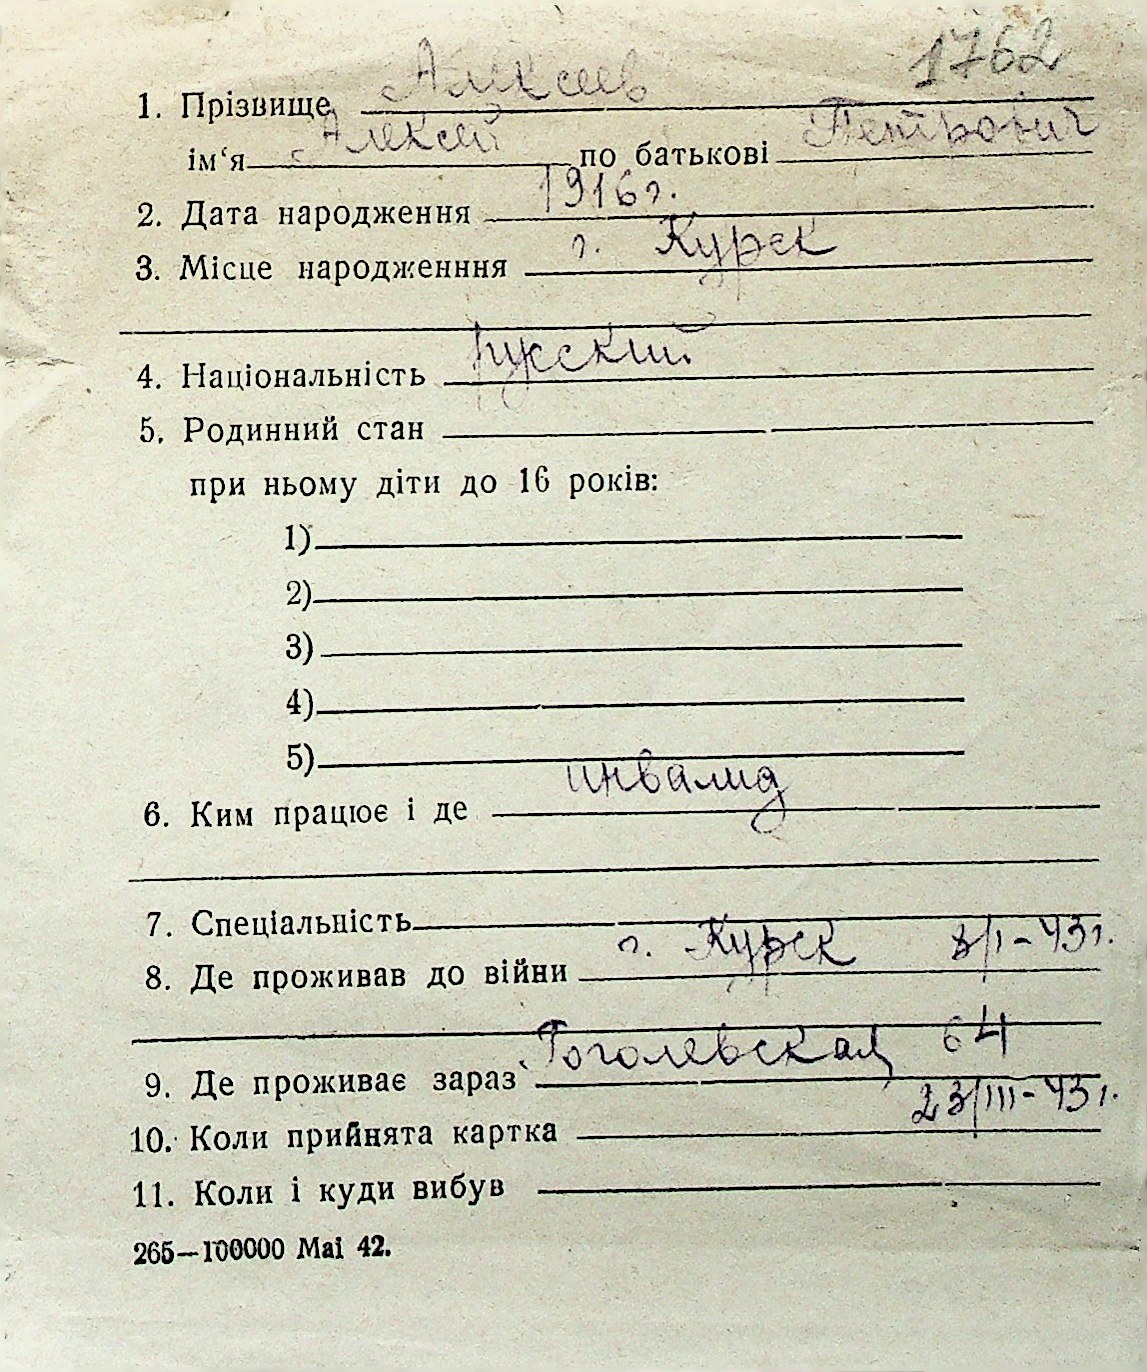 1762
1. Прізвище Алексеев
ім‘я Алексей по батькові Петрович
2. Дата народження 1916 г.
3. Місце народженння г. Курск
4. Національність русский
5. Родинний стан
при ньому діти до 16 років:
1)
2)
3)
4)
5)
6. Ким працює і де инвалид
7. Спеціальність
8. Де проживав до війни г. Курск 3/I-43 г.
9. Де проживає зараз Гоголевская 64
10. Коли прийнята картка 23/III-43 г.
11. Коли і куди вибув
265—100000 Mai 42.